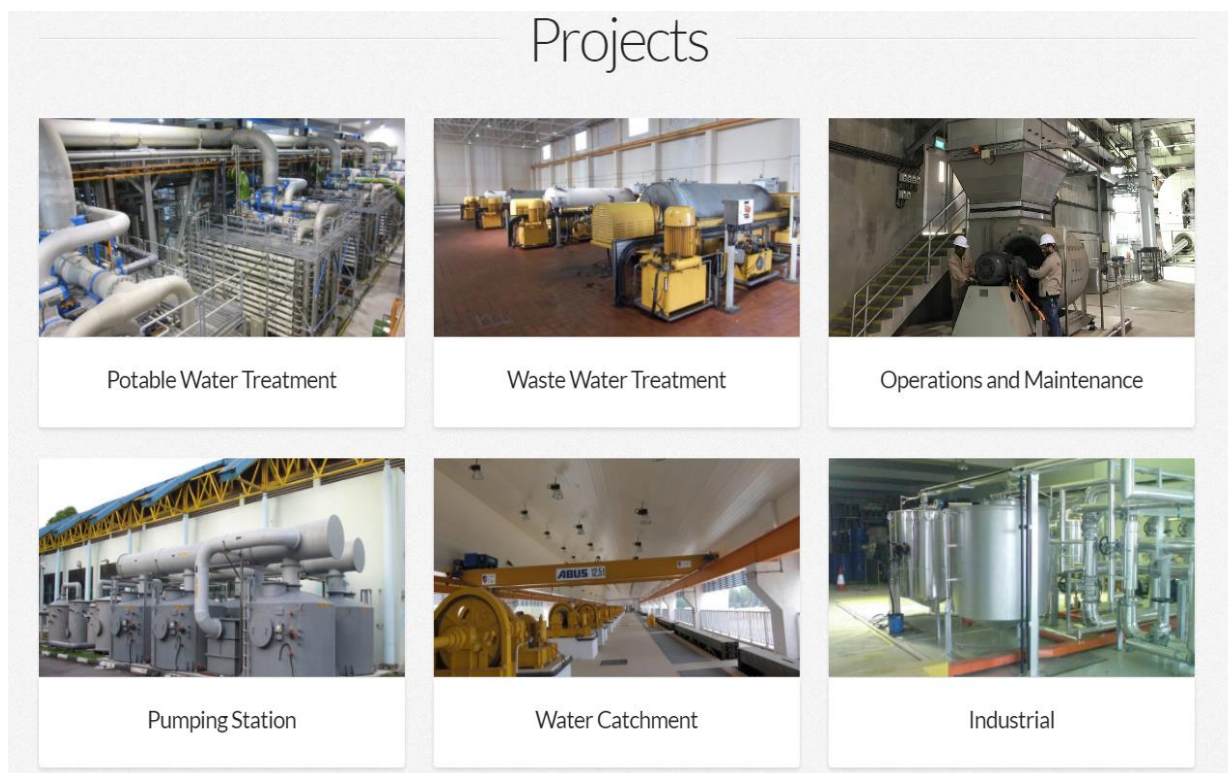 Projects
Potable Water Treatment
Waste Water Treatment
Operations and Maintenance
ABUS 12,5t
Pumping Station
Water Catchment
Industrial